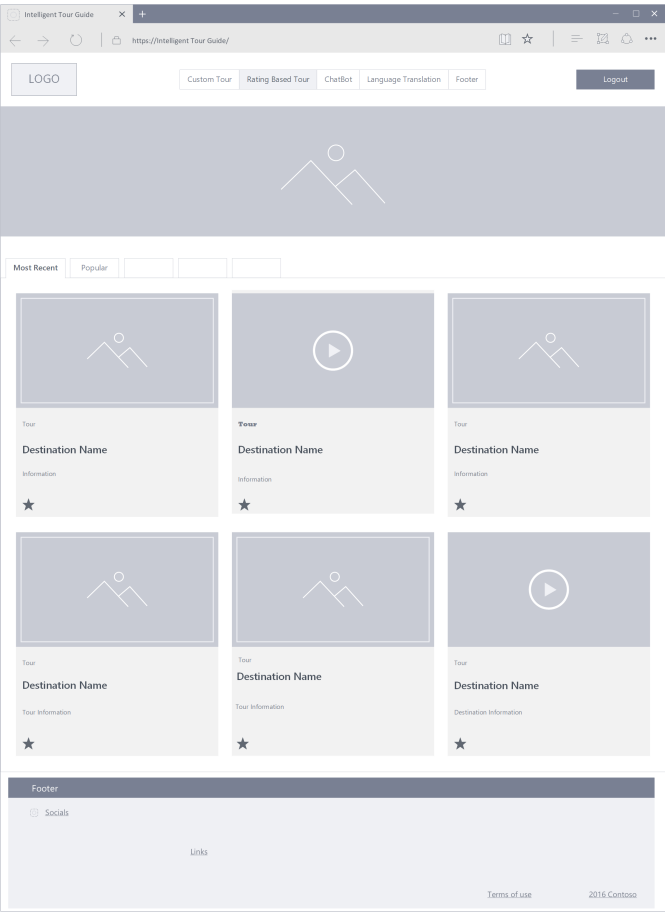 Intelligent Tour Guide
https://Intelligent Tour Guide/
LOGO
Custom Tour Rating Based Tour ChatBot Language Translation Footer
Logout
Most Recent Popular
Tour Tour Tour
Destination Name Destination Name Destination Name
Information Information Information
Tour Tour Tour
Destination Name Destination Name Destination Name
Tour Information Tour Information Destination Information
Footer
Socials
Links
Terms of use 2016 Contoso